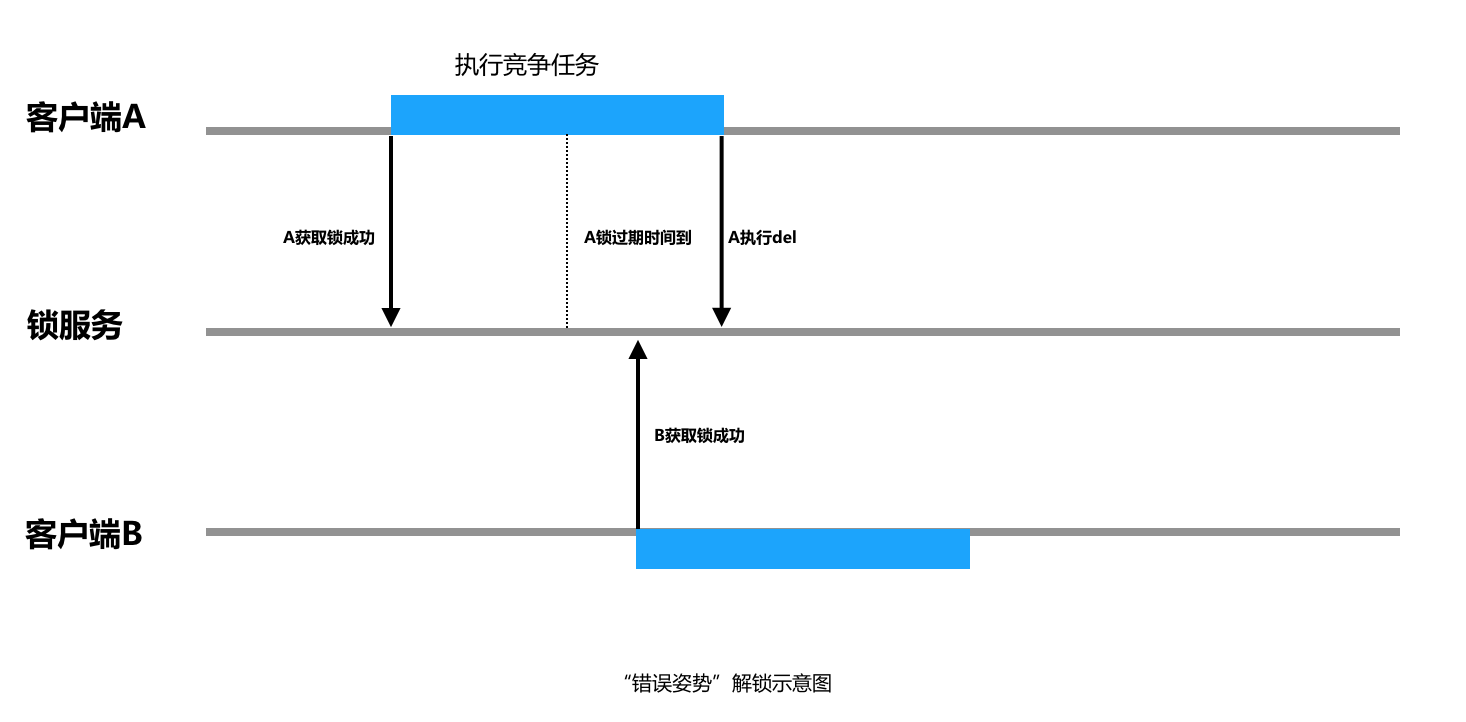 执行竞争任务
客户端A
A获取锁成功
A锁过期时间到
A执行del
锁服务
B获取锁成功
客户端B
“错误姿势”解锁示意图